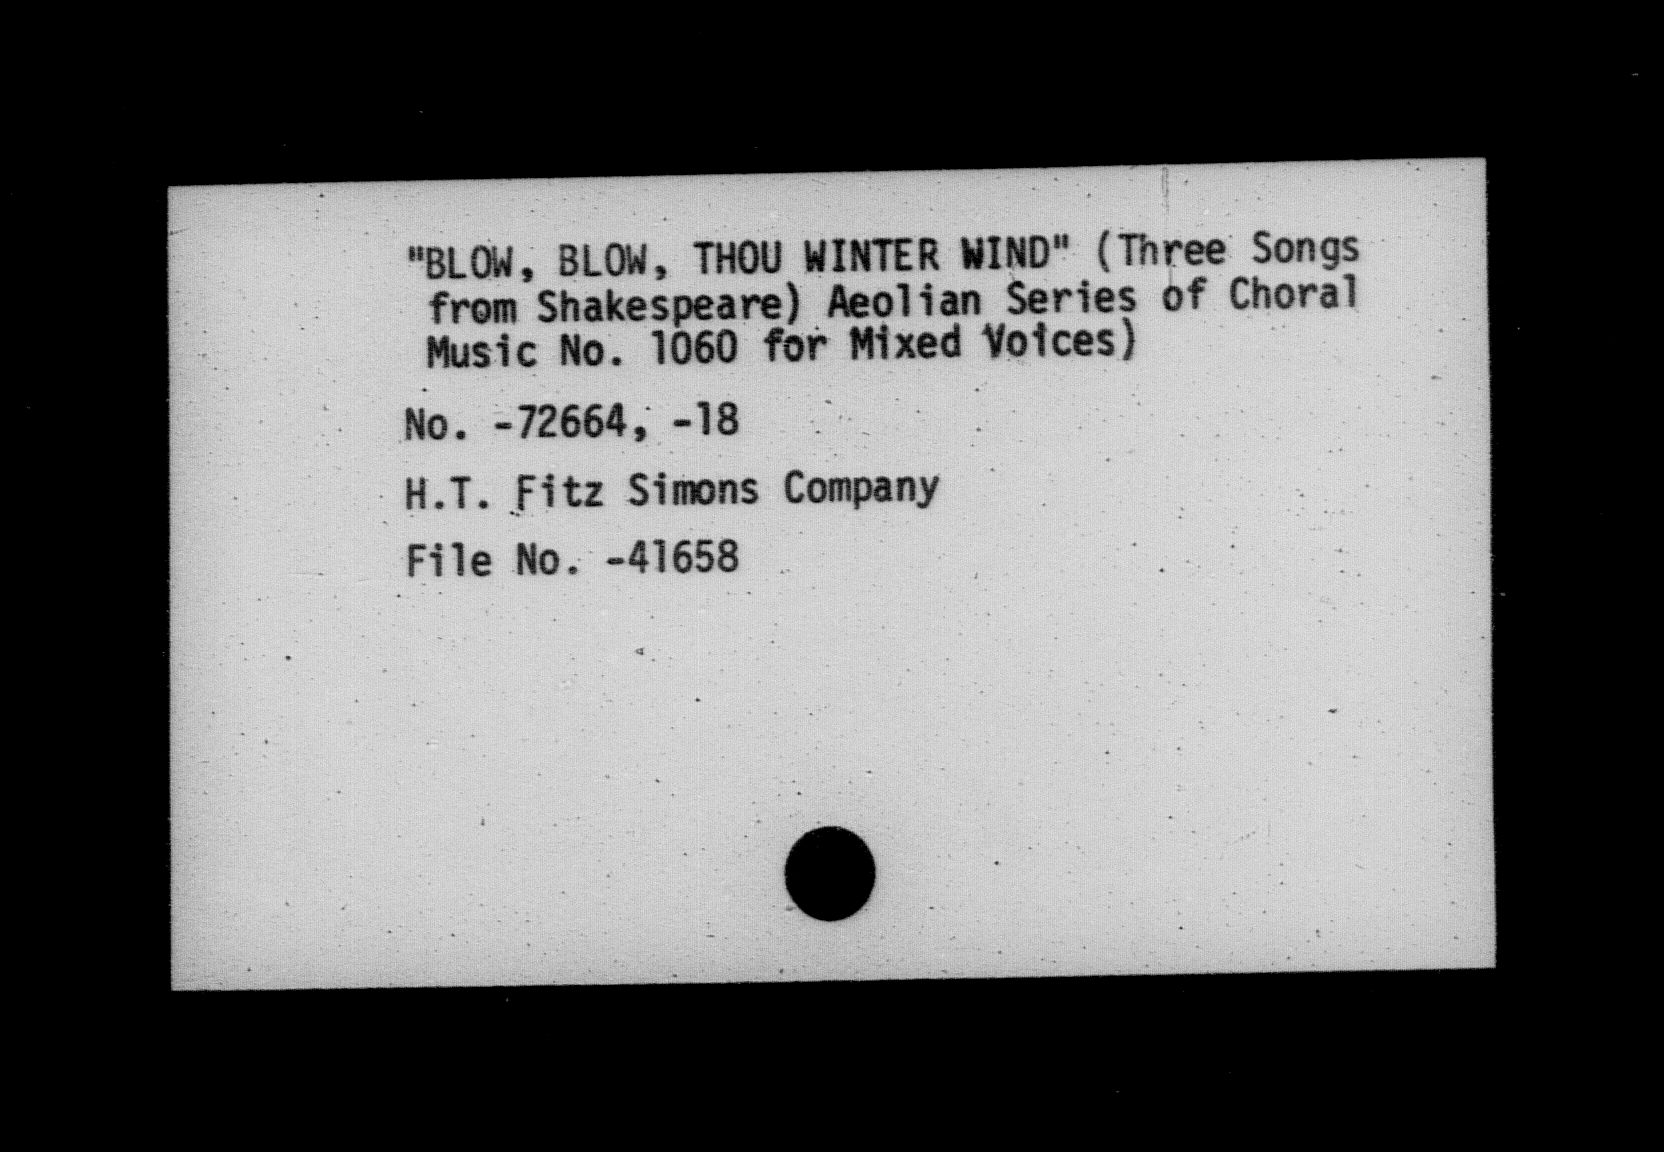 "BLOW, BLOW, THOU WINTER WIND" (Three Songs
from Shakespeare) Aeolian Series of Choral
Music No. 1060 for Mixed Voices)
No. -72664, -18
H.T. Fitz Simons Company
File No. -41658